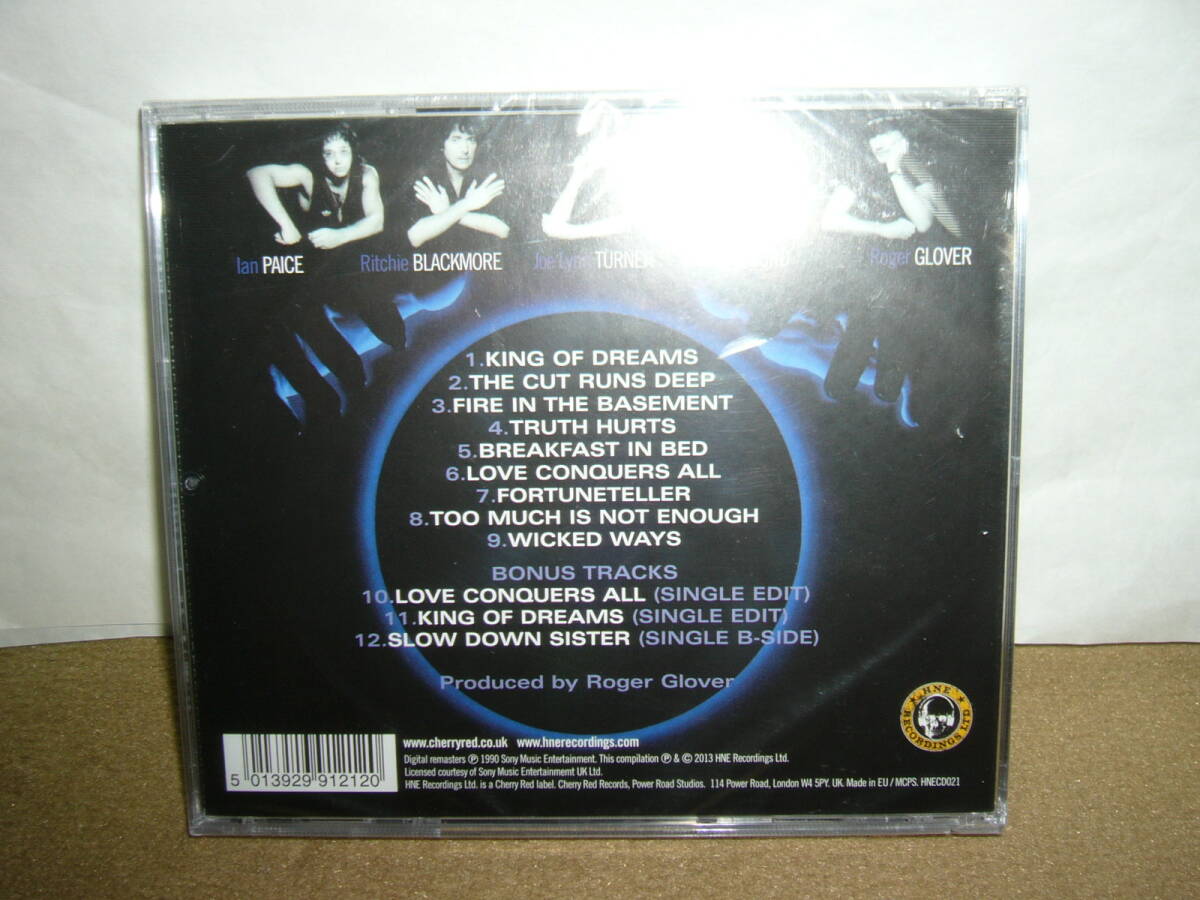 Ian PAICE
Ritchie BLACKMORE
Joe Lynn TURNER
Roger GLOVER
1.KING OF DREAMS
2.THE CUT RUNS DEEP
3.FIRE IN THE BASEMENT
4.TRUTH HURTS
5.BREAKFAST IN BED
6.LOVE CONQUERS ALL
7.FORTUNETELLER
8.TOO MUCH IS NOT ENOUGH
9.WICKED WAYS
BONUS TRACKS
10.LOVE CONQUERS ALL (SINGLE EDIT)
11.KING OF DREAMS (SINGLE EDIT)
12.SLOW DOWN SISTER (SINGLE B-SIDE)
Produced by Roger Glover
HNE RECORDINGS LTD
www.cherryred.co.uk www.hnerecordings.com
Digital remasters ℗ 1990 Sony Music Entertainment. This compilation ℗ & © 2013 HNE Recordings Ltd.
Licensed courtesy of Sony Music Entertainment UK Ltd.
HNE Recordings Ltd. is a Cherry Red label. Cherry Red Records, Power Road Studios. 114 Power Road, London W4 5PY. UK. Made in EU / MCPS. HNECD021
5 013929 912120